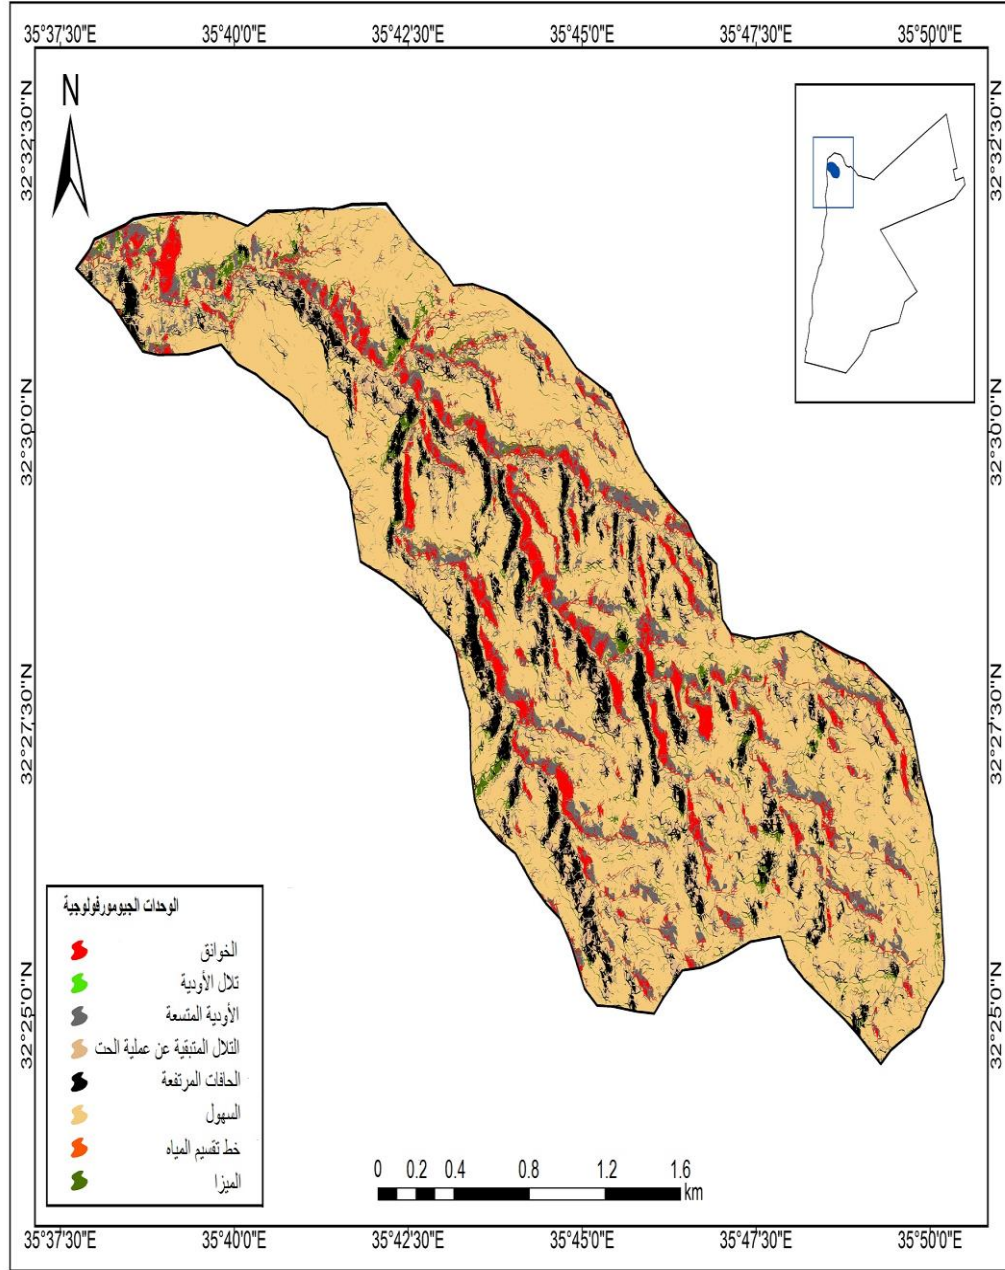 35°37'30"E 35°40'0"E 35°42'30"E 35°45'0"E 35°47'30"E 35°50'0"E
N
32°32'30"N 32°32'30"N
32°30'0"N 32°30'0"N
32°27'30"N 32°27'30"N
32°25'0"N 32°25'0"N
الوحدات الجيومورفولوجية
الخوانق
تلال الأودية
الأودية المتسعة
التلال المتبقية عن عملية الحت
الحافات المرتفعة
السهول
خط تقسيم المياه
الميزا
0 0.2 0.4 0.8 1.2 1.6
km
35°37'30"E 35°40'0"E 35°42'30"E 35°45'0"E 35°47'30"E 35°50'0"E